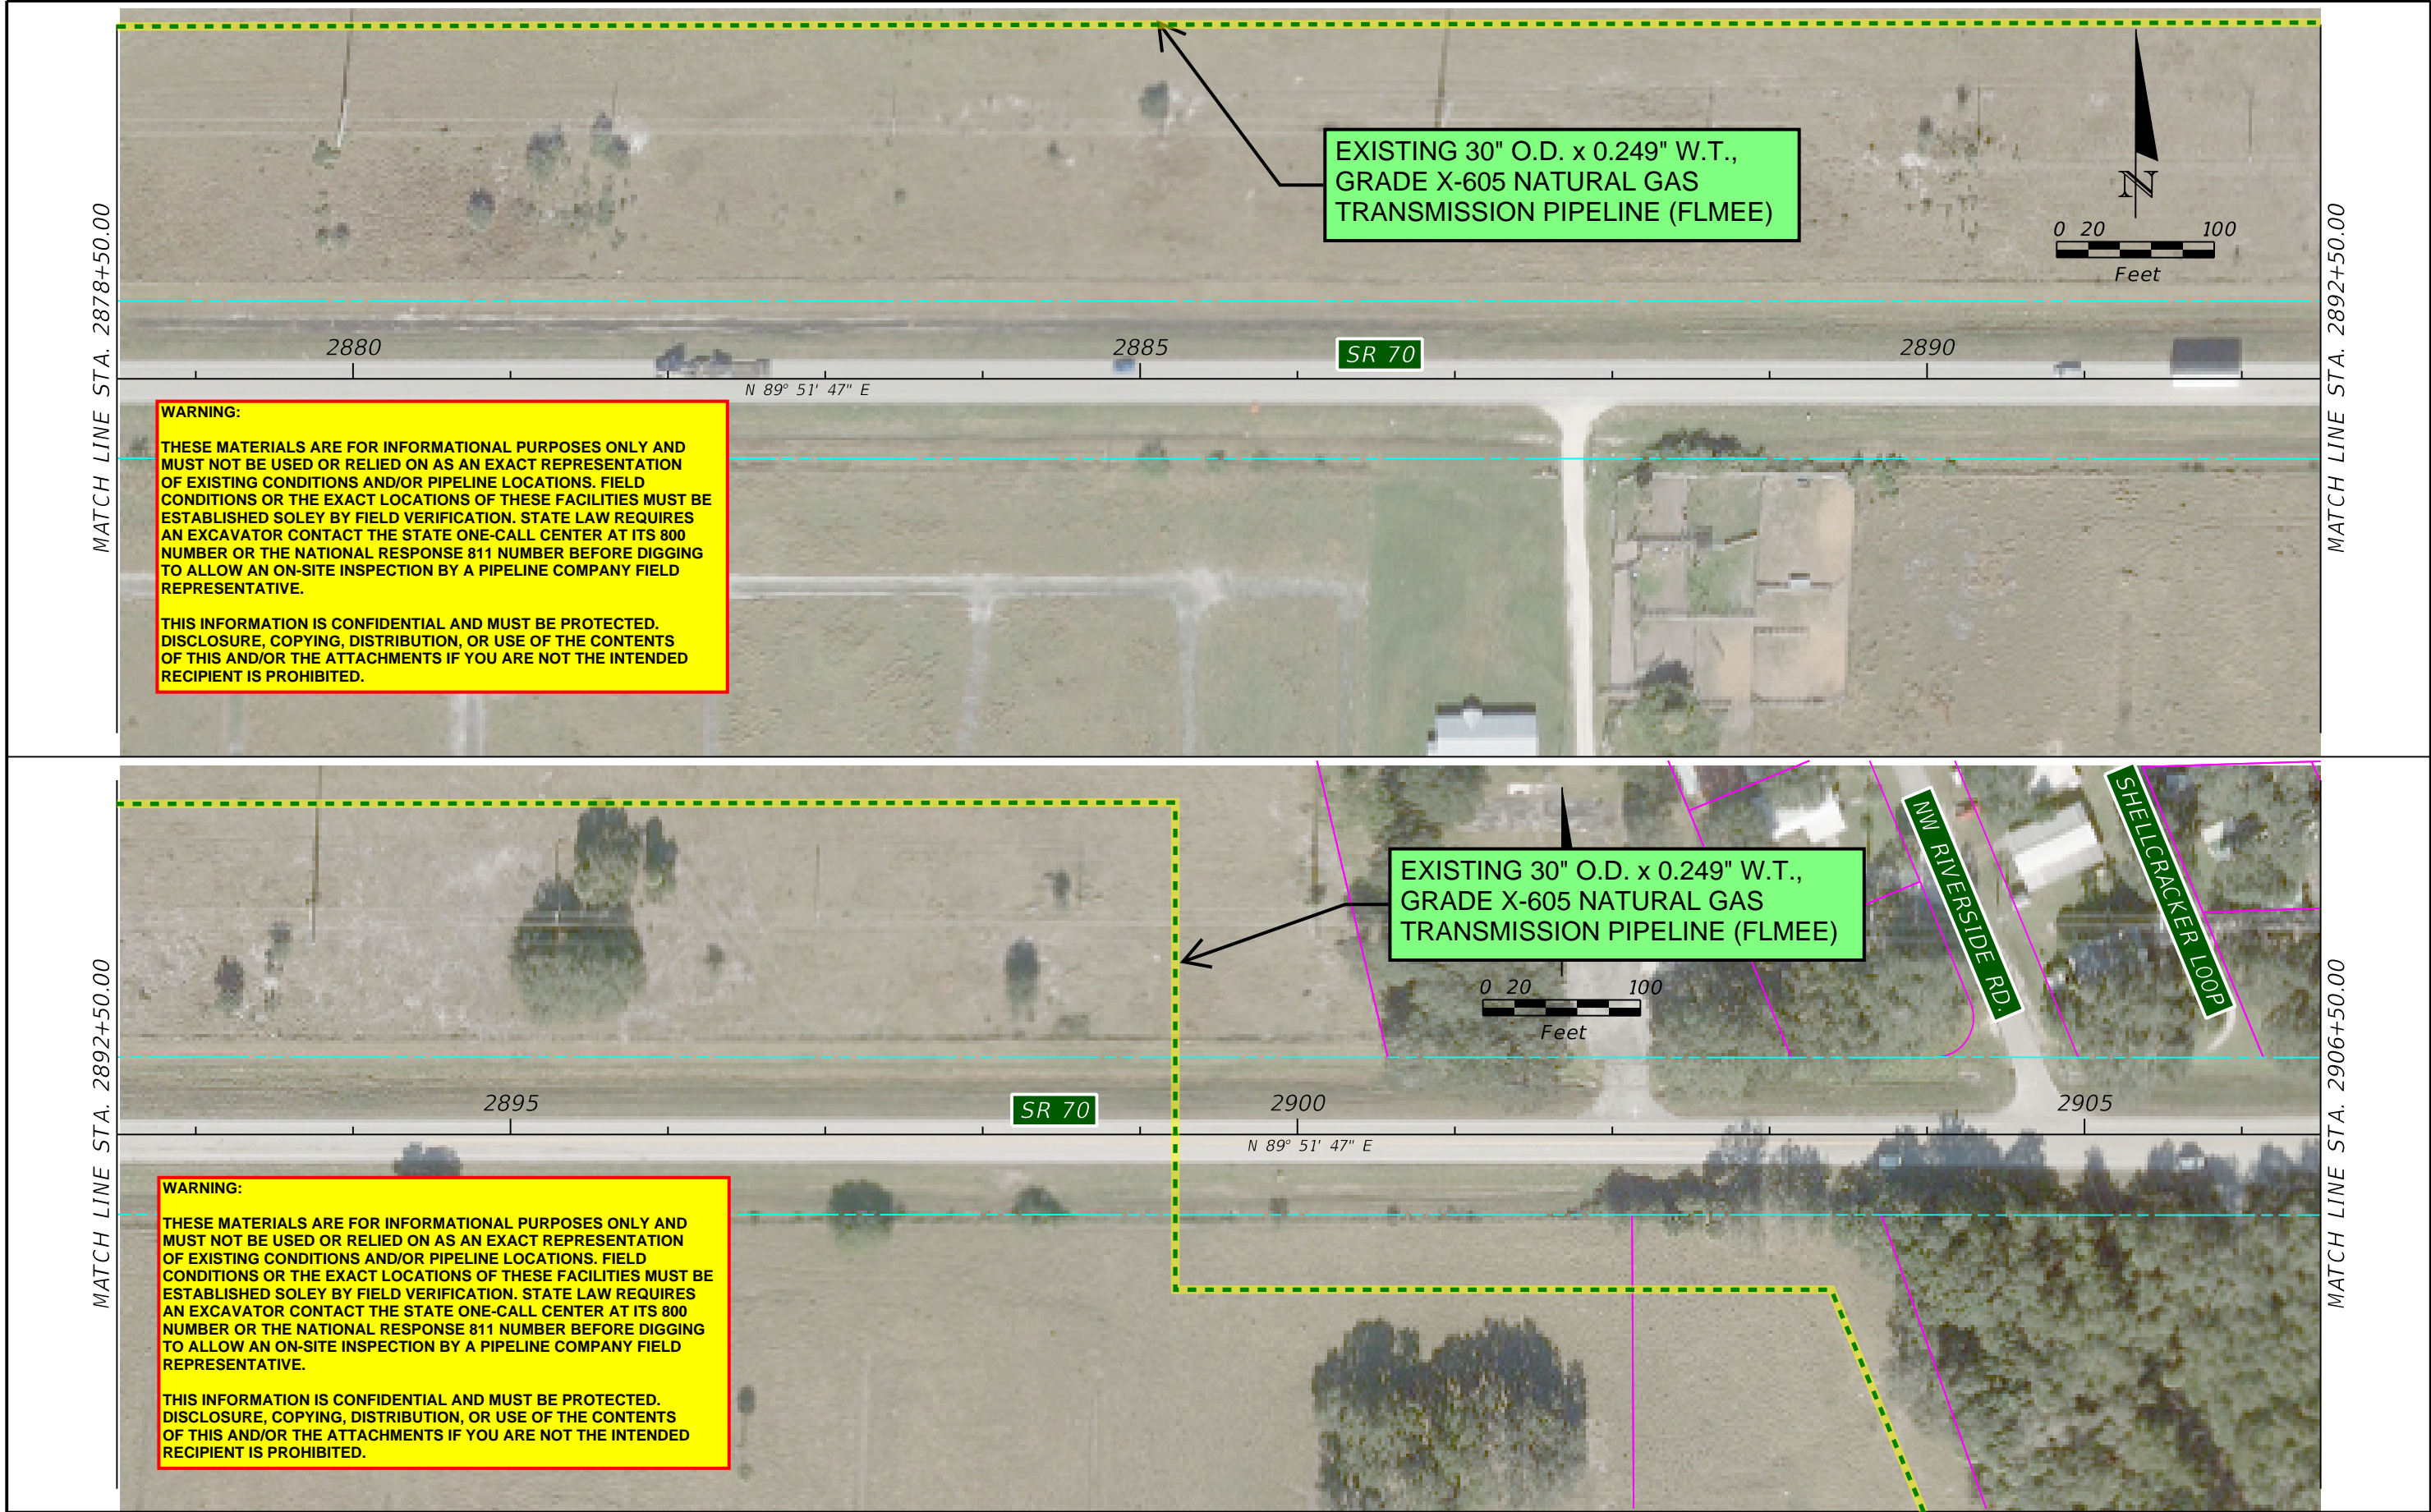 EXISTING 30" O.D. x 0.249" W.T.,
GRADE X-605 NATURAL GAS
TRANSMISSION PIPELINE (FLMEE)
N
0 20 100
Feet
MATCH LINE STA. 2878+50.00
MATCH LINE STA. 2892+50.00
2880
2885
SR 70
2890
N 89° 51' 47" E
WARNING:
THESE MATERIALS ARE FOR INFORMATIONAL PURPOSES ONLY AND
MUST NOT BE USED OR RELIED ON AS AN EXACT REPRESENTATION
OF EXISTING CONDITIONS AND/OR PIPELINE LOCATIONS. FIELD
CONDITIONS OR THE EXACT LOCATIONS OF THESE FACILITIES MUST BE
ESTABLISHED SOLEY BY FIELD VERIFICATION. STATE LAW REQUIRES
AN EXCAVATOR CONTACT THE STATE ONE-CALL CENTER AT ITS 800
NUMBER OR THE NATIONAL RESPONSE 811 NUMBER BEFORE DIGGING
TO ALLOW AN ON-SITE INSPECTION BY A PIPELINE COMPANY FIELD
REPRESENTATIVE.
THIS INFORMATION IS CONFIDENTIAL AND MUST BE PROTECTED.
DISCLOSURE, COPYING, DISTRIBUTION, OR USE OF THE CONTENTS
OF THIS AND/OR THE ATTACHMENTS IF YOU ARE NOT THE INTENDED
RECIPIENT IS PROHIBITED.
EXISTING 30" O.D. x 0.249" W.T.,
GRADE X-605 NATURAL GAS
TRANSMISSION PIPELINE (FLMEE)
NW RIVERSIDE RD.
SHELLCRACKER LOOP
0 20 100
Feet
MATCH LINE STA. 2892+50.00
MATCH LINE STA. 2906+50.00
2895
SR 70
2900
2905
N 89° 51' 47" E
WARNING:
THESE MATERIALS ARE FOR INFORMATIONAL PURPOSES ONLY AND
MUST NOT BE USED OR RELIED ON AS AN EXACT REPRESENTATION
OF EXISTING CONDITIONS AND/OR PIPELINE LOCATIONS. FIELD
CONDITIONS OR THE EXACT LOCATIONS OF THESE FACILITIES MUST BE
ESTABLISHED SOLEY BY FIELD VERIFICATION. STATE LAW REQUIRES
AN EXCAVATOR CONTACT THE STATE ONE-CALL CENTER AT ITS 800
NUMBER OR THE NATIONAL RESPONSE 811 NUMBER BEFORE DIGGING
TO ALLOW AN ON-SITE INSPECTION BY A PIPELINE COMPANY FIELD
REPRESENTATIVE.
THIS INFORMATION IS CONFIDENTIAL AND MUST BE PROTECTED.
DISCLOSURE, COPYING, DISTRIBUTION, OR USE OF THE CONTENTS
OF THIS AND/OR THE ATTACHMENTS IF YOU ARE NOT THE INTENDED
RECIPIENT IS PROHIBITED.